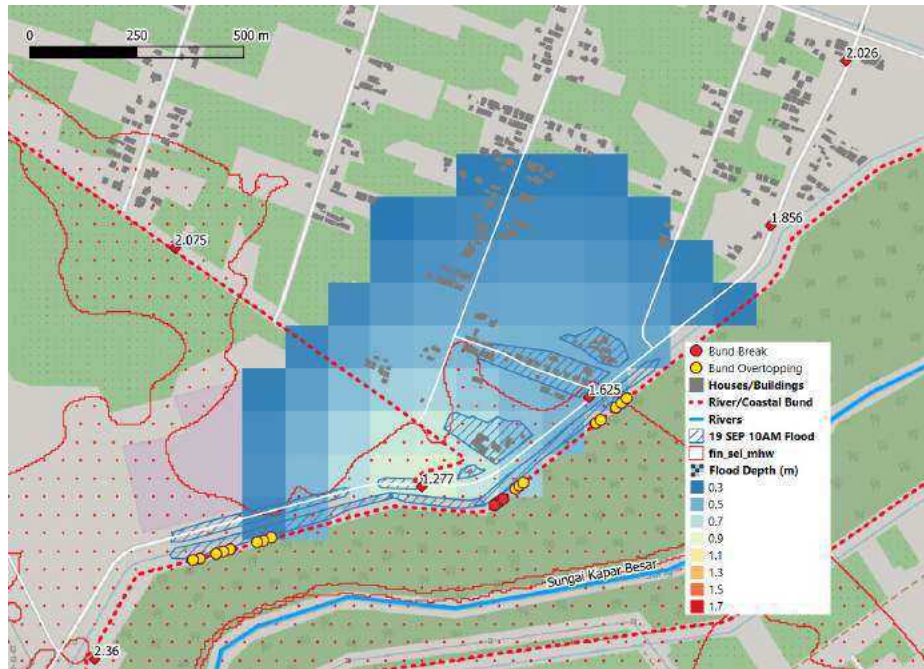 0 250 500 m
2.026
1.856
2.075
1.625
1.277
2.36
Sungai Kapar Besar
Bund Break
Bund Overtopping
Houses/Buildings
River/Coastal Bund
Rivers
19 SEP 10AM Flood
fin_sel_mhw
Flood Depth (m)
0.3
0.5
0.7
0.9
1.1
1.3
1.5
1.7